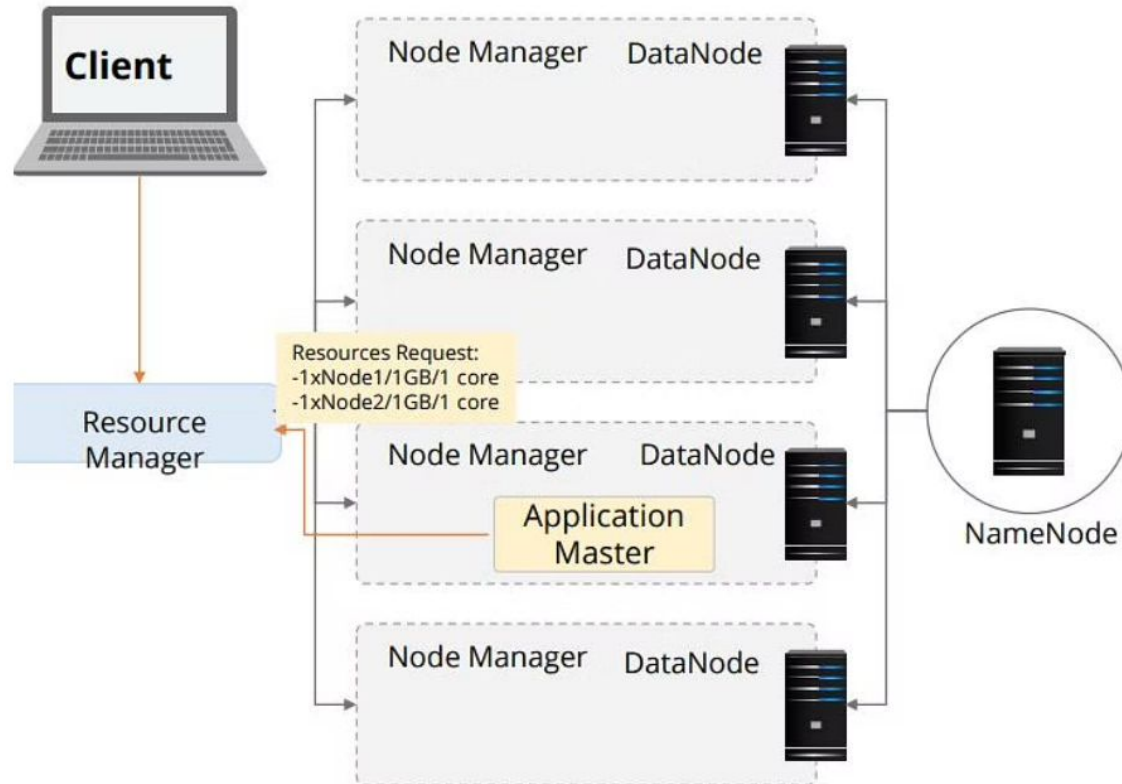 Client
Node Manager
DataNode
Node Manager
DataNode
Resources Request:
-1xNode1/1GB/1 core
-1xNode2/1GB/1 core
Resource
Manager
Node Manager
DataNode
Application
Master
NameNode
Node Manager
DataNode